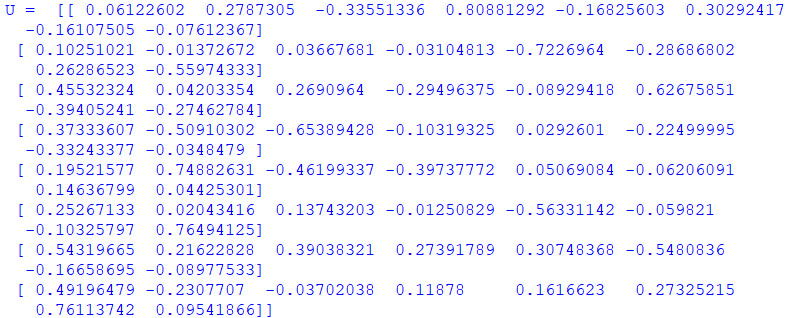 U =  [[ 0.06122602  0.2787305  -0.33551336  0.80881292 -0.16825603  0.30292417
  -0.16107505 -0.07612367]
 [ 0.10251021 -0.01372672  0.03667681 -0.03104813 -0.7226964  -0.28686802
   0.26286523 -0.55974333]
 [ 0.45532324  0.04203354  0.2690964  -0.29496375 -0.08929418  0.62675851
  -0.39405241 -0.27462784]
 [ 0.37333607 -0.50910302 -0.65389428 -0.10319325  0.0292601  -0.22499995
  -0.33243377 -0.0348479 ]
 [ 0.19521577  0.74882631 -0.46199337 -0.39737772  0.05069084 -0.06206091
   0.14636799  0.04425301]
 [ 0.25267133  0.02043416  0.13743203 -0.01250829 -0.56331142 -0.059821
  -0.10325797  0.76494125]
 [ 0.54319665  0.21622828  0.39038321  0.27391789  0.30748368 -0.5480836
  -0.16658695 -0.08977533]
 [ 0.49196479 -0.2307707  -0.03702038  0.11878     0.1616623   0.27325215
   0.76113742  0.09541866]]